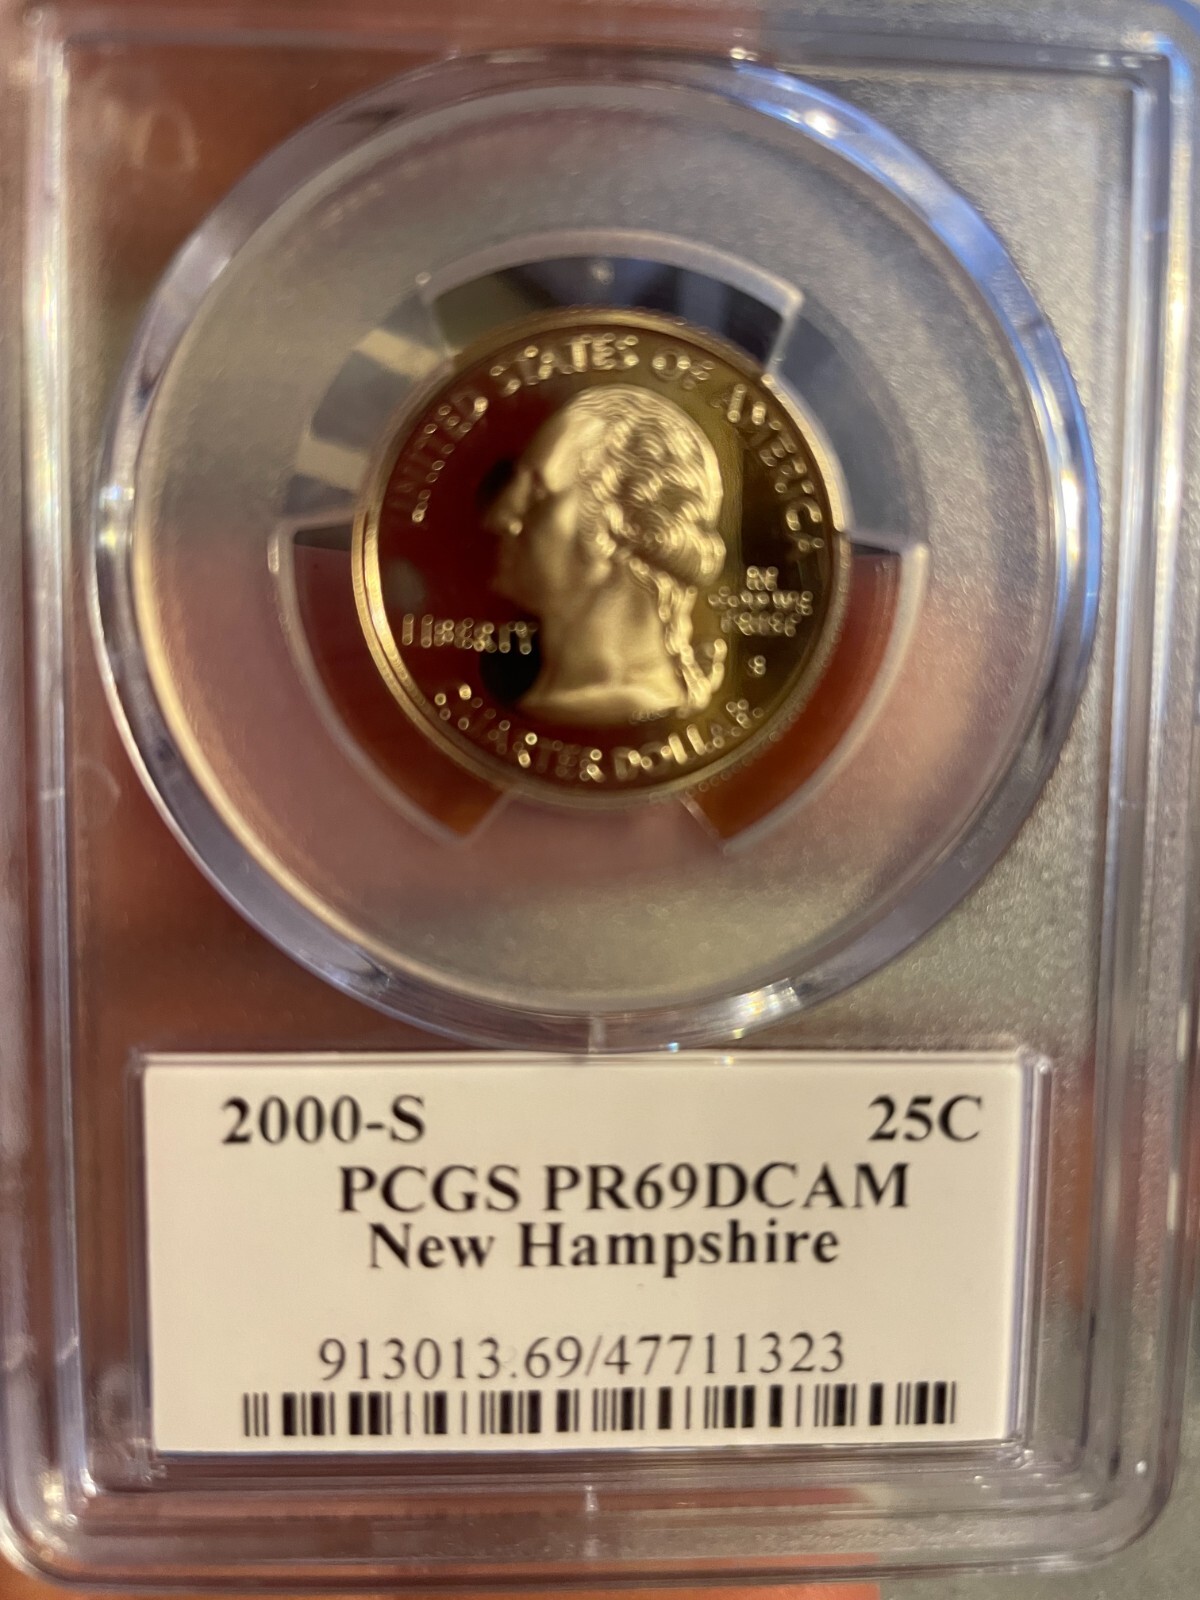 UNITED STATES OF AMERICA
LIBERTY
IN
GOD WE
TRUST
S
QUARTER DOLLAR
2000-S 25C
PCGS PR69DCAM
New Hampshire
913013.69/47711323